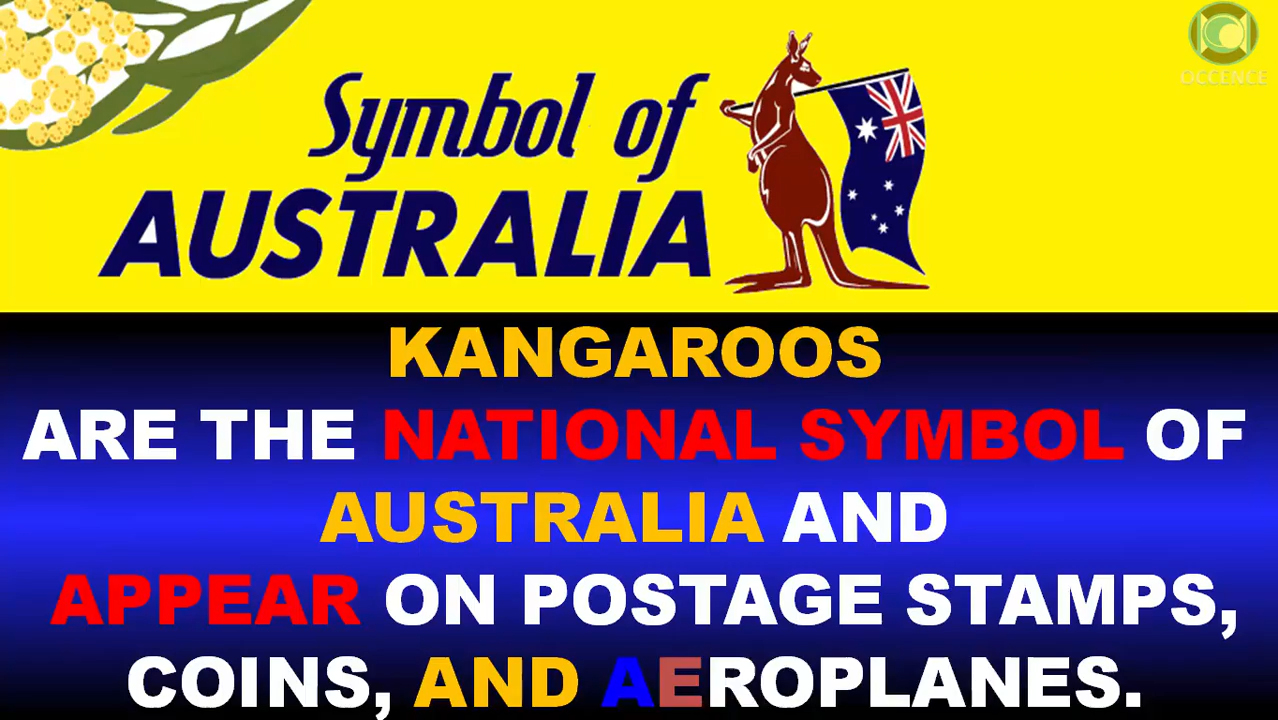 OCCENCE
Symbol of
AUSTRALIA
KANGAROOS
ARE THE NATIONAL SYMBOL OF
AUSTRALIA AND
APPEAR ON POSTAGE STAMPS,
COINS, AND AEROPLANES.